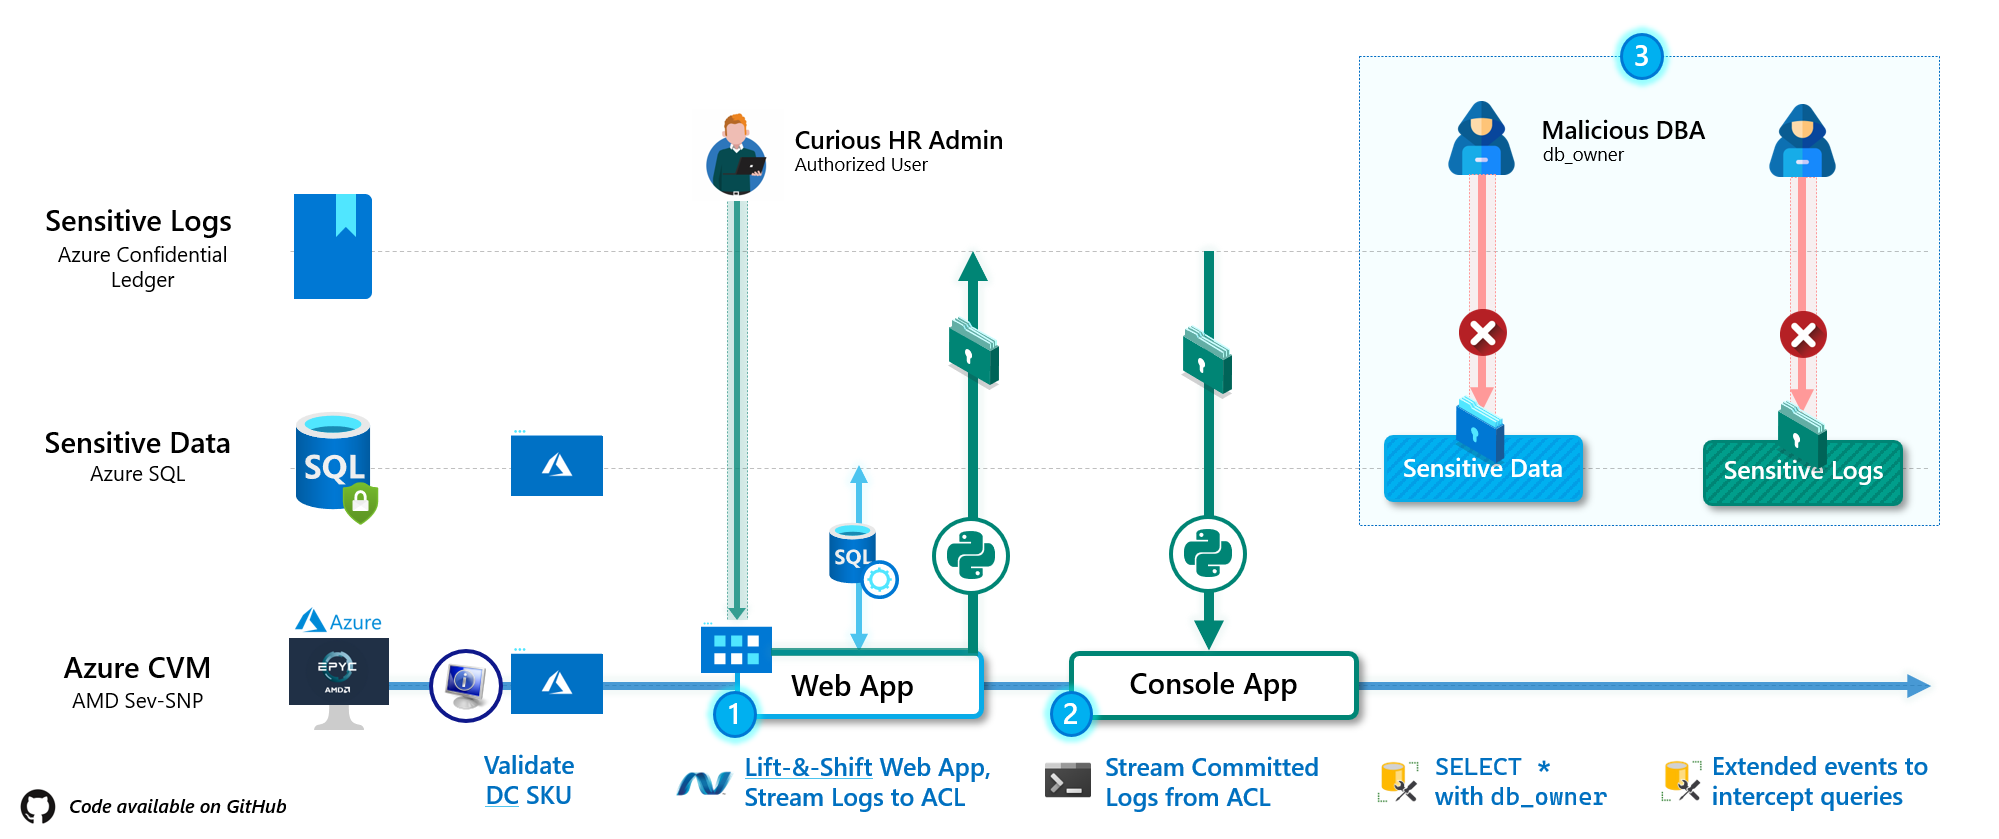 3
Curious HR Admin
Authorized User
Malicious DBA
db_owner
Sensitive Logs
Azure Confidential
Ledger
Sensitive Data
Azure SQL
SQL
Sensitive Data
Sensitive Logs
SQL
Azure CVM
AMD Sev-SNP
Azure
EPYC
AMD
Web App
Console App
1
2
Validate
DC SKU
Lift-&-Shift Web App,
Stream Logs to ACL
Stream Committed
Logs from ACL
SELECT *
with db_owner
Extended events to
intercept queries
Code available on GitHub